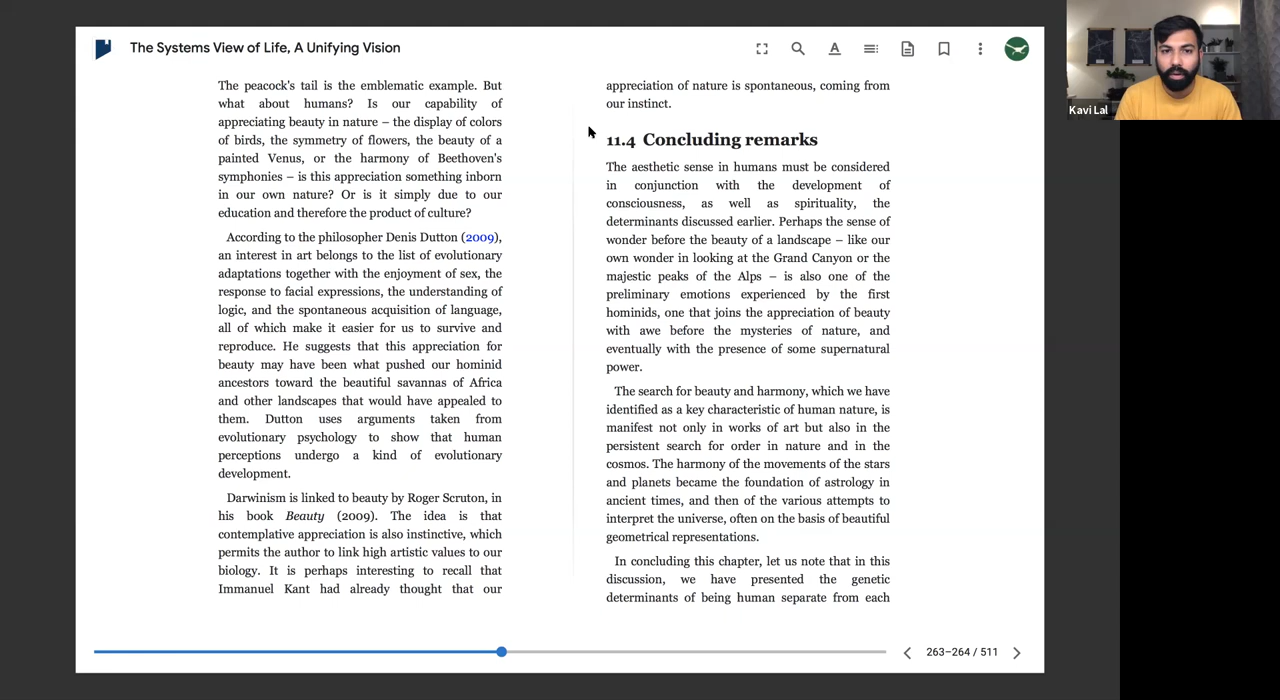 The Systems View of Life, A Unifying Vision
Kavi Lal
The peacock's tail is the emblematic example. But
what about humans? Is our capability of
appreciating beauty in nature – the display of colors
of birds, the symmetry of flowers, the beauty of a
painted Venus, or the harmony of Beethoven's
symphonies – is this appreciation something inborn
in our own nature? Or is it simply due to our
education and therefore the product of culture?
According to the philosopher Denis Dutton (2009),
an interest in art belongs to the list of evolutionary
adaptations together with the enjoyment of sex, the
response to facial expressions, the understanding of
logic, and the spontaneous acquisition of language,
all of which make it easier for us to survive and
reproduce. He suggests that this appreciation for
beauty may have been what pushed our hominid
ancestors toward the beautiful savannas of Africa
and other landscapes that would have appealed to
them. Dutton uses arguments taken from
evolutionary psychology to show that human
perceptions undergo a kind of evolutionary
development.
Darwinism is linked to beauty by Roger Scruton, in
his book Beauty (2009). The idea is that
contemplative appreciation is also instinctive, which
permits the author to link high artistic values to our
biology. It is perhaps interesting to recall that
Immanuel Kant had already thought that our
appreciation of nature is spontaneous, coming from
our instinct.
11.4 Concluding remarks
The aesthetic sense in humans must be considered
in conjunction with the development of
consciousness, as well as spirituality, the
determinants discussed earlier. Perhaps the sense of
wonder before the beauty of a landscape – like our
own wonder in looking at the Grand Canyon or the
majestic peaks of the Alps – is also one of the
preliminary emotions experienced by the first
hominids, one that joins the appreciation of beauty
with awe before the mysteries of nature, and
eventually with the presence of some supernatural
power.
The search for beauty and harmony, which we have
identified as a key characteristic of human nature, is
manifest not only in works of art but also in the
persistent search for order in nature and in the
cosmos. The harmony of the movements of the stars
and planets became the foundation of astrology in
ancient times, and then of the various attempts to
interpret the universe, often on the basis of beautiful
geometrical representations.
In concluding this chapter, let us note that in this
discussion, we have presented the genetic
determinants of being human separate from each
263–264 / 511